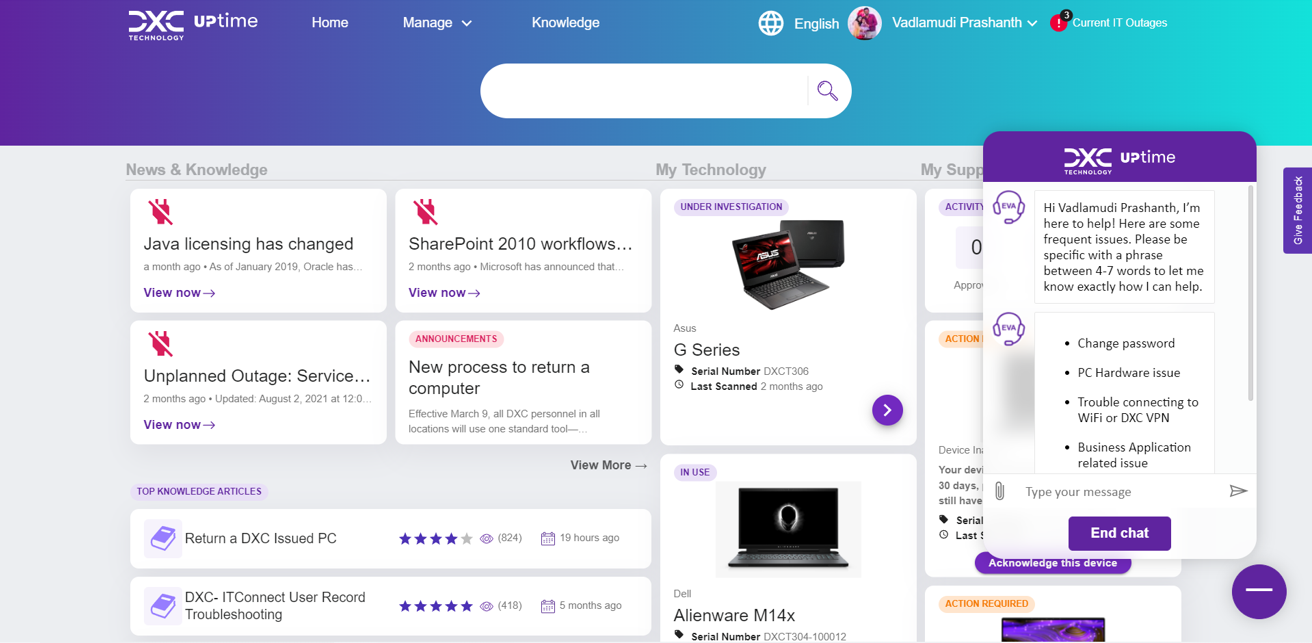 DXC UPtime
TECHNOLOGY
Home
Manage
Knowledge
English
Vadlamudi Prashanth
3
Current IT Outages
News & Knowledge
My Technology
My Supp
Java licensing has changed
a month ago • As of January 2019, Oracle has...
View now
SharePoint 2010 workflows...
2 months ago • Microsoft has announced that...
View now
Unplanned Outage: Service...
2 months ago • Updated: August 2, 2021 at 12:0...
View now
ANNOUNCEMENTS
New process to return a
computer
Effective March 9, all DXC personnel in all
locations will use one standard tool—...
View More
TOP KNOWLEDGE ARTICLES
Return a DXC Issued PC
(824)
19 hours ago
DXC- ITConnect User Record
Troubleshooting
(418)
5 months ago
UNDER INVESTIGATION
ASUS
Asus
G Series
Serial Number DXCT306
Last Scanned 2 months ago
IN USE
Dell
Alienware M14x
Serial Number DXCT304-100012
ACTIVITY
0
Approv
ACTION
Device Ina
Your devi
30 days, p
still have
Serial
Last S
Acknowledge this device
ACTION REQUIRED
DXC UPtime
TECHNOLOGY
EVA
Hi Vadlamudi Prashanth, I'm
here to help! Here are some
frequent issues. Please be
specific with a phrase
between 4-7 words to let me
know exactly how I can help.
EVA
• Change password
• PC Hardware issue
• Trouble connecting to
WiFi or DXC VPN
• Business Application
related issue
Type your message
End chat
Give Feedback